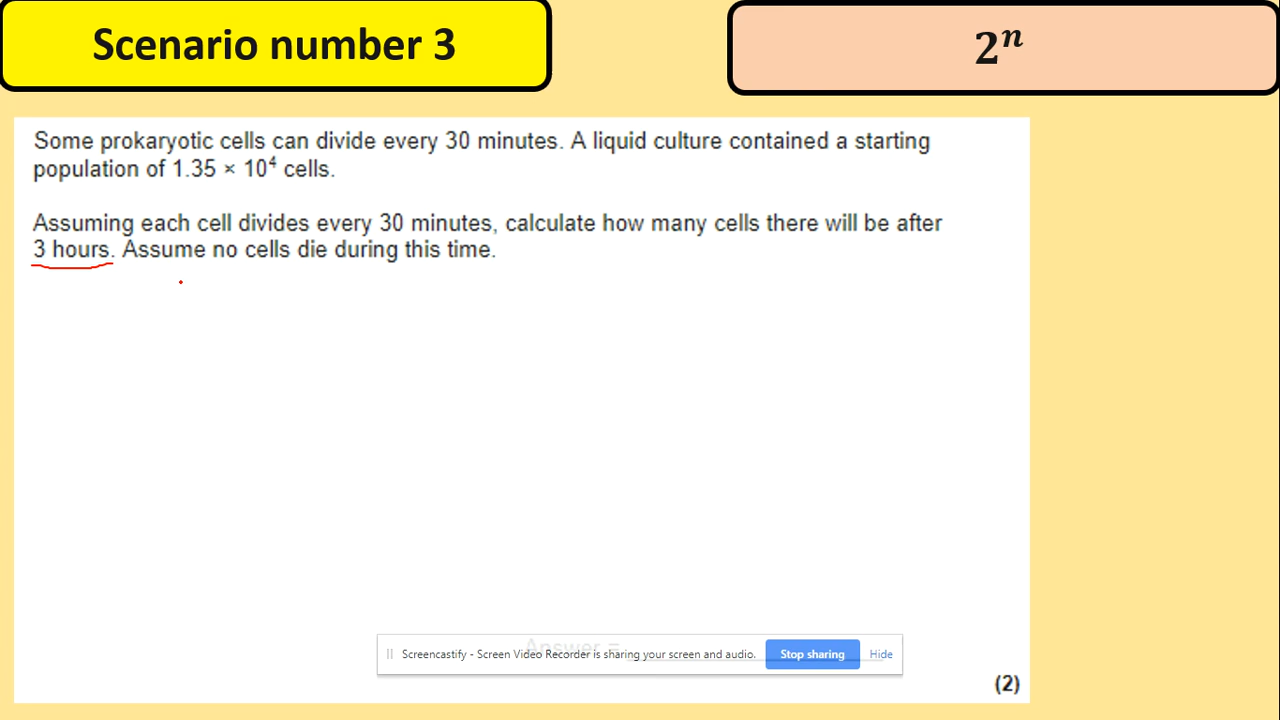 Scenario number 3
2ⁿ
Some prokaryotic cells can divide every 30 minutes. A liquid culture contained a starting
population of 1.35 × 10⁴ cells.
Assuming each cell divides every 30 minutes, calculate how many cells there will be after
3 hours. Assume no cells die during this time.
Answer =
Screencastify - Screen Video Recorder is sharing your screen and audio. Stop sharing Hide
(2)